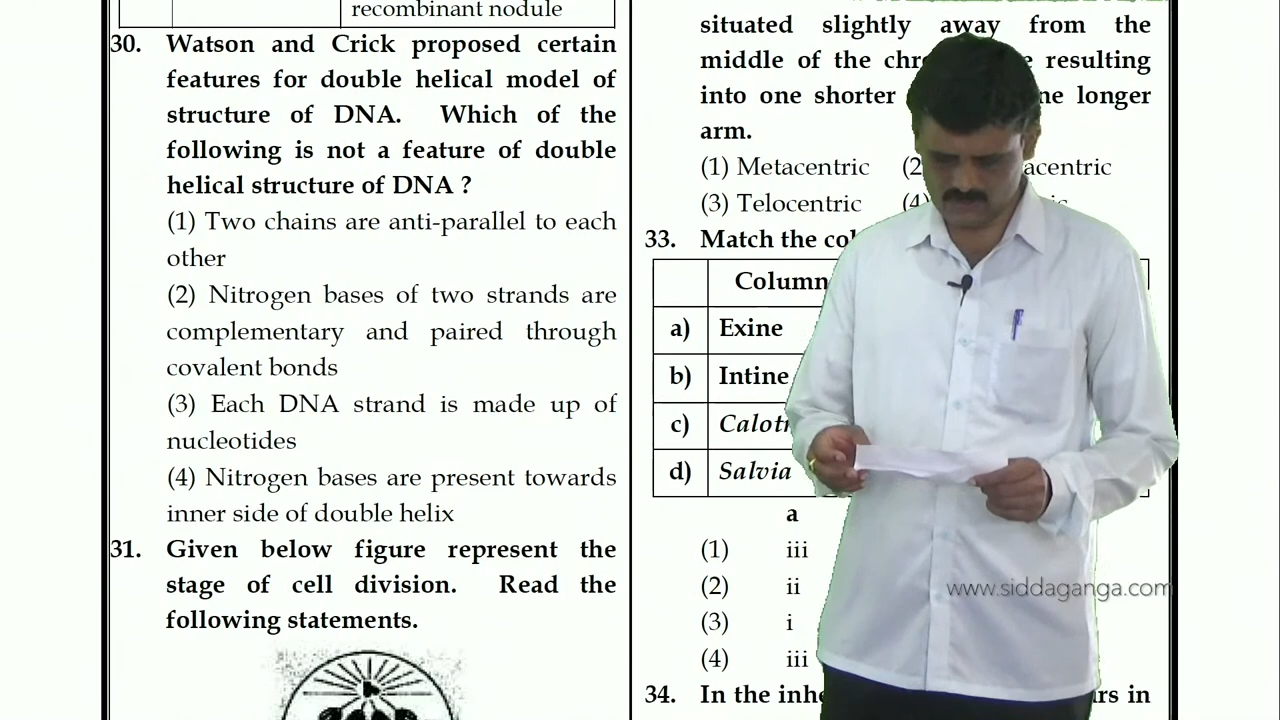 recombinant nodule
30. Watson and Crick proposed certain
features for double helical model of
structure of DNA. Which of the
following is not a feature of double
helical structure of DNA ?
(1) Two chains are anti-parallel to each
other
(2) Nitrogen bases of two strands are
complementary and paired through
covalent bonds
(3) Each DNA strand is made up of
nucleotides
(4) Nitrogen bases are present towards
inner side of double helix
31. Given below figure represent the
stage of cell division. Read the
following statements.
situated slightly away from the
middle of the resulting
into one shorter longer
arm.
(1) Metacentric (2
(3) Telocentric (4)
33. Match the
Column
a) Exine
b) Intine
c)
d) Salvia
a
(1) iii
(2) ii
(3) i
(4) iii
34. In the in
www.siddaganga.com